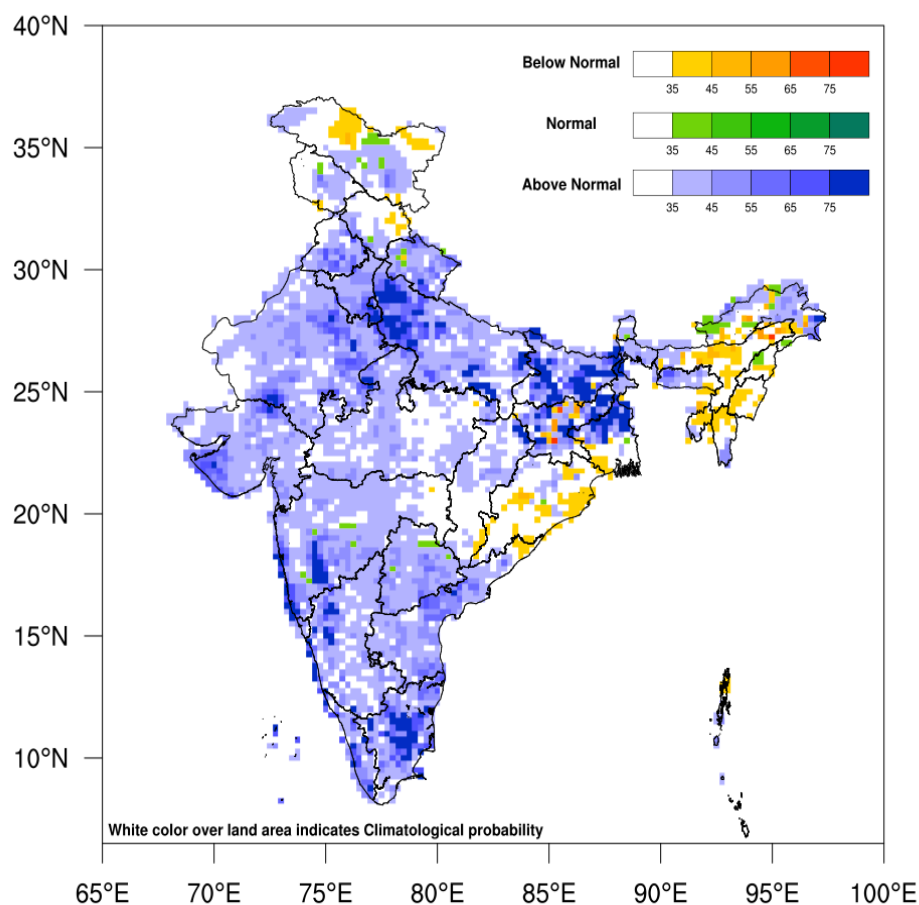 40°N
35°N
30°N
25°N
20°N
15°N
10°N
Below Normal
35 45 55 65 75
Normal
35 45 55 65 75
Above Normal
35 45 55 65 75
White color over land area indicates Climatological probability
65°E 70°E 75°E 80°E 85°E 90°E 95°E 100°E